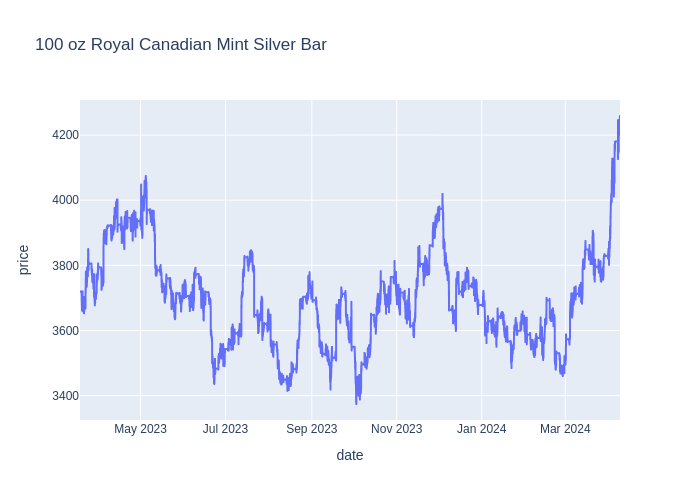 100 oz Royal Canadian Mint Silver Bar
4200
4000
3800
3600
3400
price
May 2023
Jul 2023
Sep 2023
Nov 2023
Jan 2024
Mar 2024
date